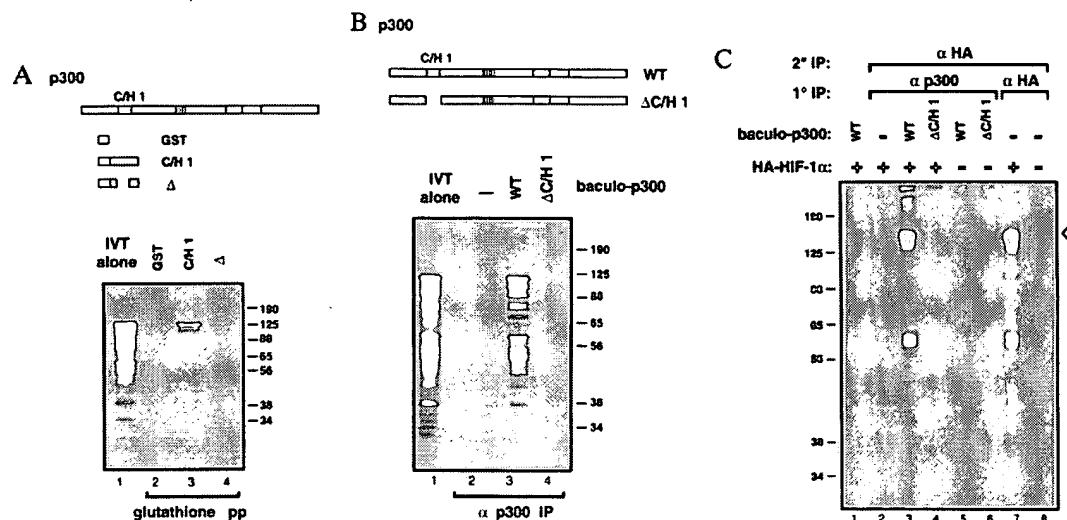 A
p300
C/H 1
GST
C/H 1
Δ
IVT alone
GST
C/H 1
Δ
190
125
88
65
56
38
34
1 2 3 4
glutathione pp
B
p300
C/H 1
WT
ΔC/H 1
IVT alone
–
WT
ΔC/H 1
baculo-p300
190
125
88
65
56
38
34
1 2 3 4
α p300 IP
C
2° IP: α HA
1° IP: α p300 α HA
baculo-p300: WT - WT ΔC/H 1 WT ΔC/H 1 - -
HA-HIF-1α: + + + + - - + -
125
65
38
34
1 2 3 4 5 6 7 8